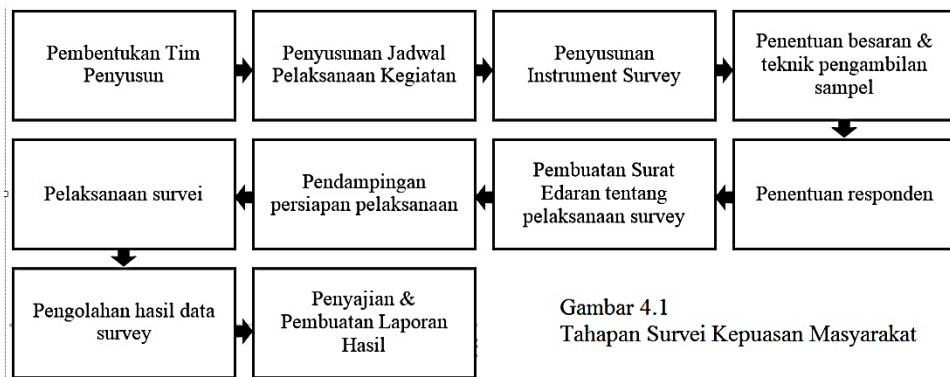 Pembentukan Tim
Penyusun
Penyusunan Jadwal
Pelaksanaan Kegiatan
Penyusunan
Instrument Survey
Penentuan besaran &
teknik pengambilan
sampel
Penentuan responden
Pembuatan Surat
Edaran tentang
pelaksanaan survey
Pendampingan
persiapan pelaksanaan
Pelaksanaan survei
Pengolahan hasil data
survey
Penyajian &
Pembuatan Laporan
Hasil
Gambar 4.1
Tahapan Survei Kepuasan Masyarakat